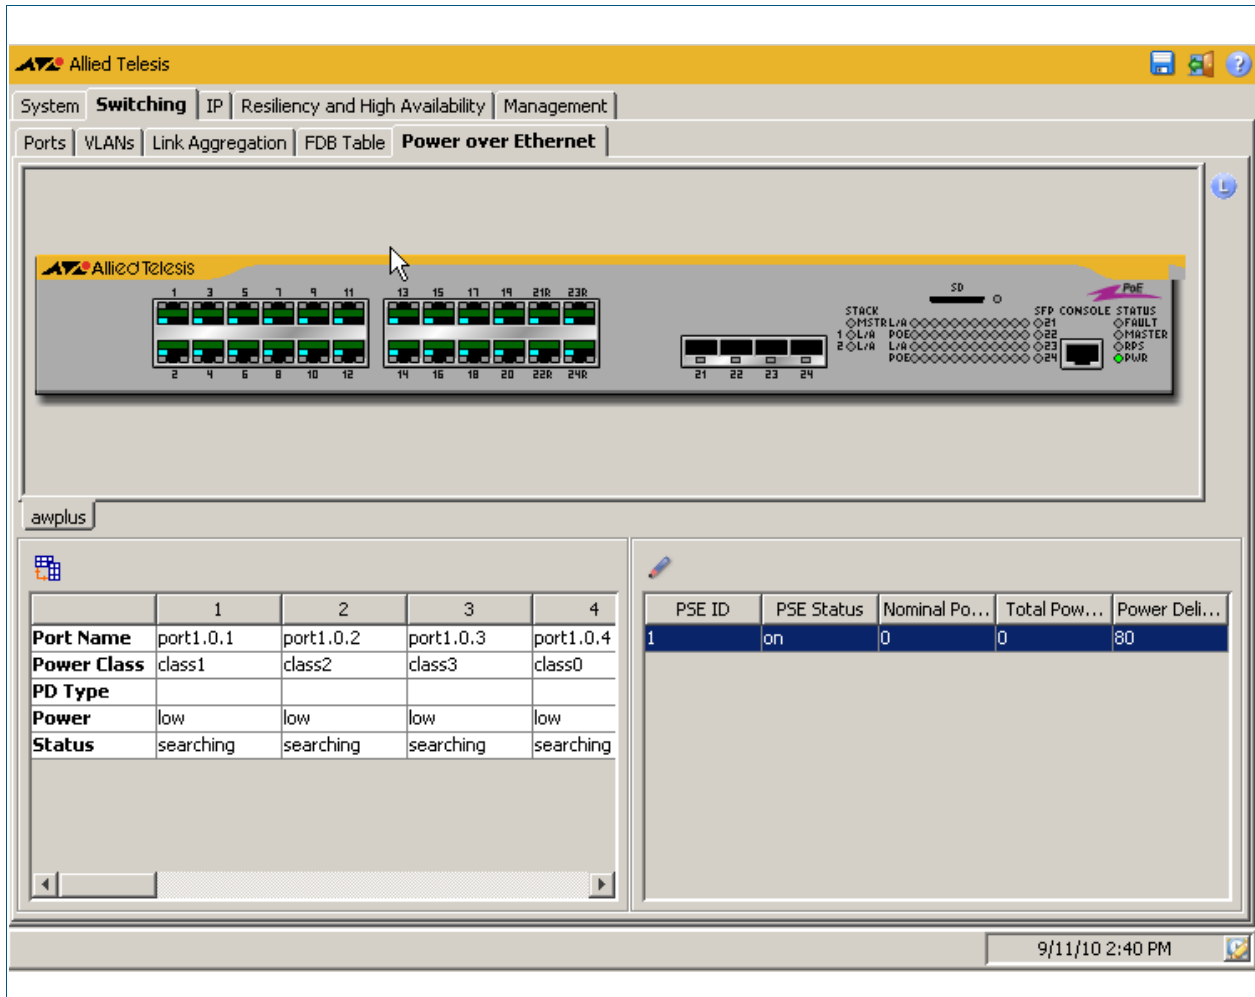 Allied Telesis
System Switching IP Resiliency and High Availability Management
Ports VLANs Link Aggregation FDB Table Power over Ethernet
L
Allied Telesis
1 3 5 7 9 11 13 15 17 19 21R 23R
2 4 6 8 10 12 14 16 18 20 22R 24R
21 22 23 24
SD
PoE
STACK SFP CONSOLE STATUS
MSTR L/A 21 FAULT
1 L/A POE 22 MASTER
2 L/A L/A 23 RPS
POE 24 PWR
awplus
1 2 3 4
Port Name port1.0.1 port1.0.2 port1.0.3 port1.0.4
Power Class class1 class2 class3 class0
PD Type
Power low low low low
Status searching searching searching searching
PSE ID PSE Status Nominal Po... Total Pow... Power Deli...
1 on 0 0 80
9/11/10 2:40 PM